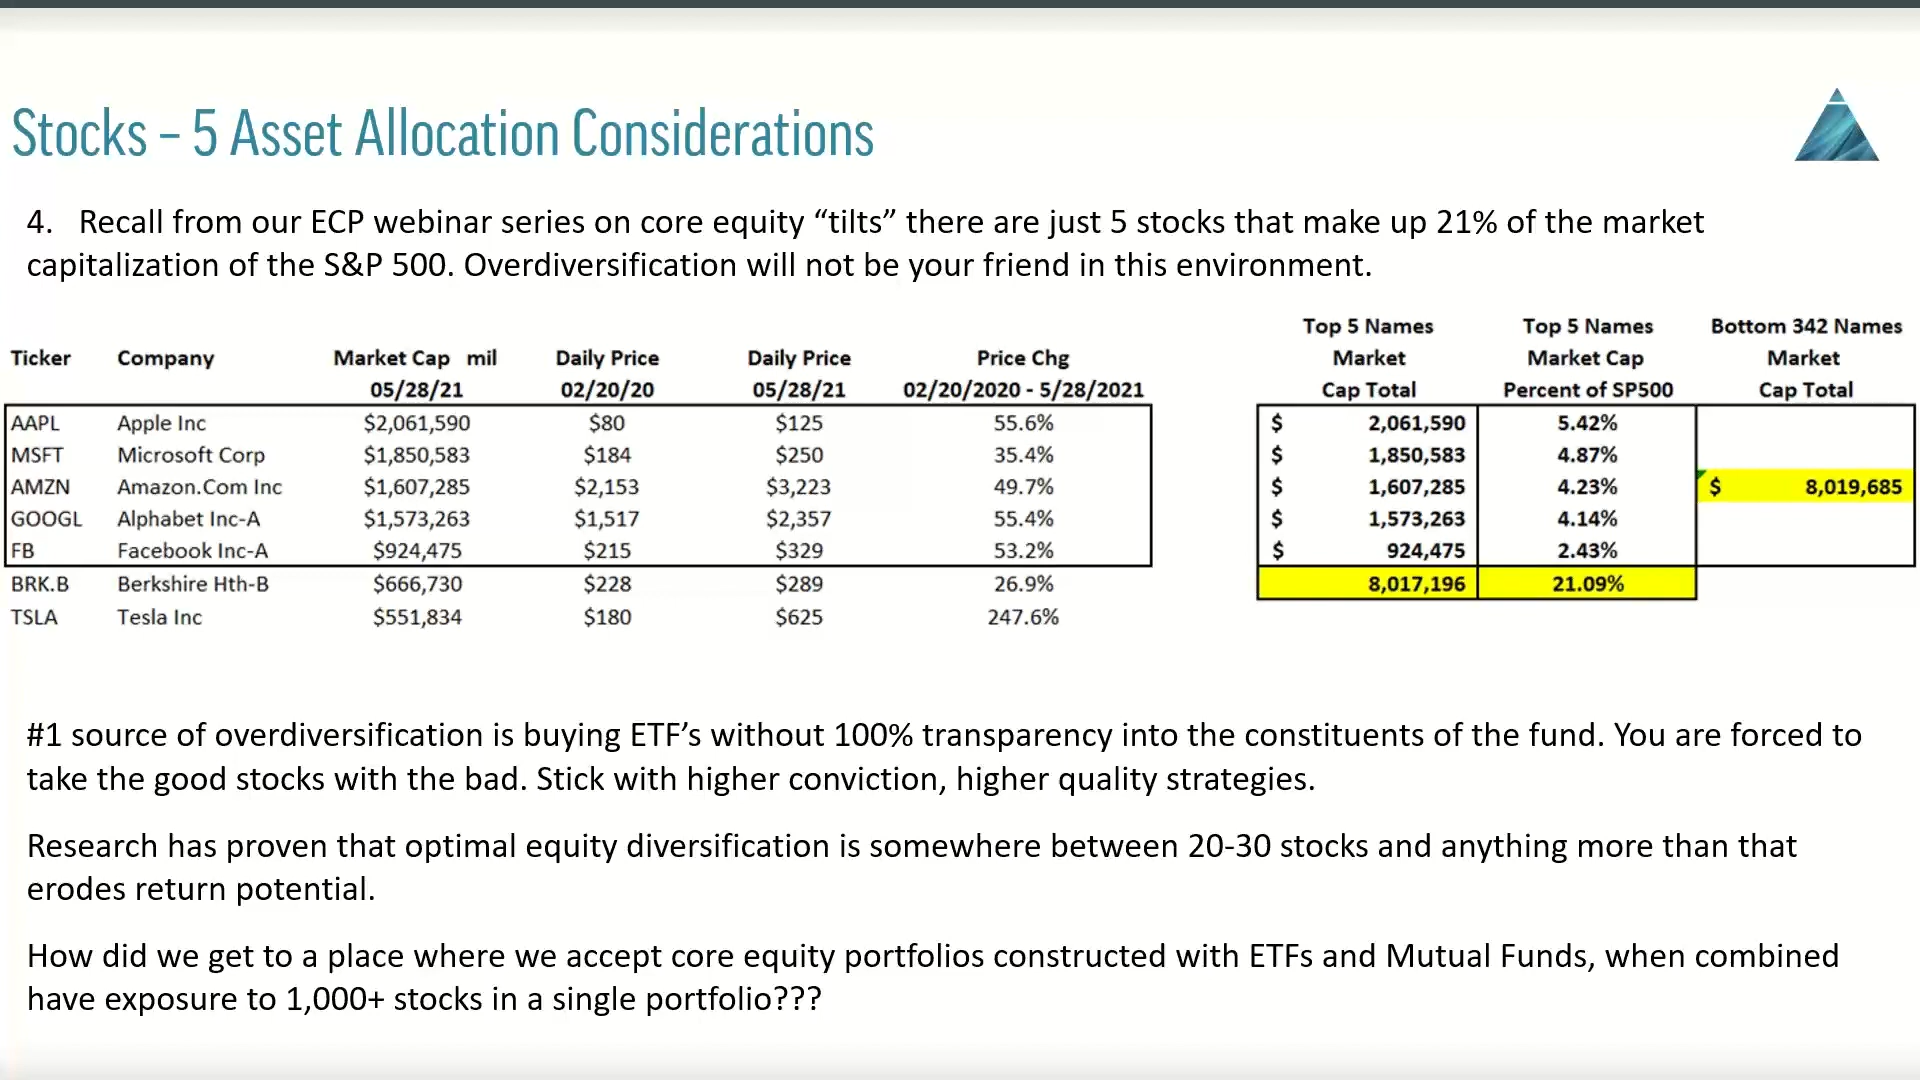 Stocks – 5 Asset Allocation Considerations
4. Recall from our ECP webinar series on core equity “tilts” there are just 5 stocks that make up 21% of the market
capitalization of the S&P 500. Overdiversification will not be your friend in this environment.
Top 5 Names Top 5 Names Bottom 342 Names
Ticker Company Market Cap mil Daily Price Daily Price Price Chg Market Market Cap Market
05/28/21 02/20/20 05/28/21 02/20/2020 - 5/28/2021 Cap Total Percent of SP500 Cap Total
AAPL Apple Inc $2,061,590 $80 $125 55.6% $ 2,061,590 5.42%
MSFT Microsoft Corp $1,850,583 $184 $250 35.4% $ 1,850,583 4.87%
AMZN Amazon.Com Inc $1,607,285 $2,153 $3,223 49.7% $ 1,607,285 4.23% $ 8,019,685
GOOGL Alphabet Inc-A $1,573,263 $1,517 $2,357 55.4% $ 1,573,263 4.14%
FB Facebook Inc-A $924,475 $215 $329 53.2% $ 924,475 2.43%
BRK.B Berkshire Hth-B $666,730 $228 $289 26.9% 8,017,196 21.09%
TSLA Tesla Inc $551,834 $180 $625 247.6%
#1 source of overdiversification is buying ETF’s without 100% transparency into the constituents of the fund. You are forced to
take the good stocks with the bad. Stick with higher conviction, higher quality strategies.
Research has proven that optimal equity diversification is somewhere between 20-30 stocks and anything more than that
erodes return potential.
How did we get to a place where we accept core equity portfolios constructed with ETFs and Mutual Funds, when combined
have exposure to 1,000+ stocks in a single portfolio???